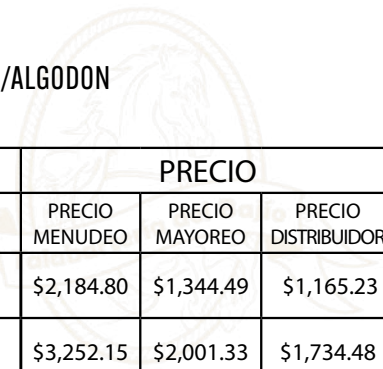 /ALGODON
PRECIO
PRECIO MENUDEO PRECIO MAYOREO PRECIO DISTRIBUIDOR
$2,184.80 $1,344.49 $1,165.23
$3,252.15 $2,001.33 $1,734.48